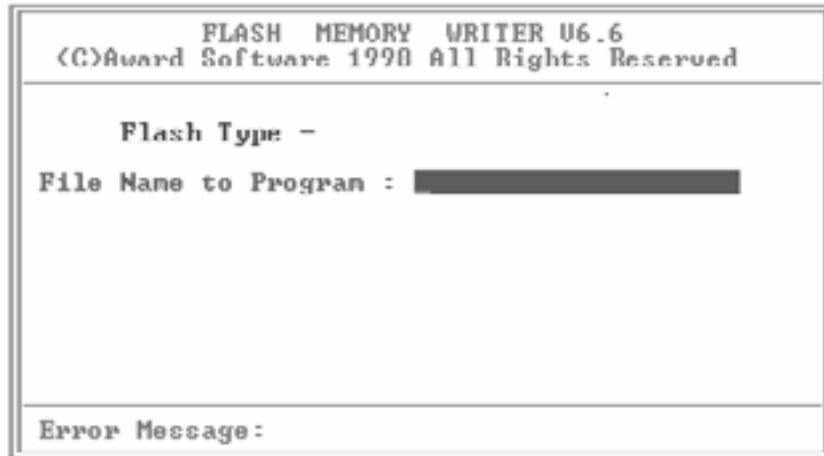 FLASH MEMORY WRITER V6.6
(C)Award Software 1998 All Rights Reserved
Flash Type -
File Name to Program :
Error Message: